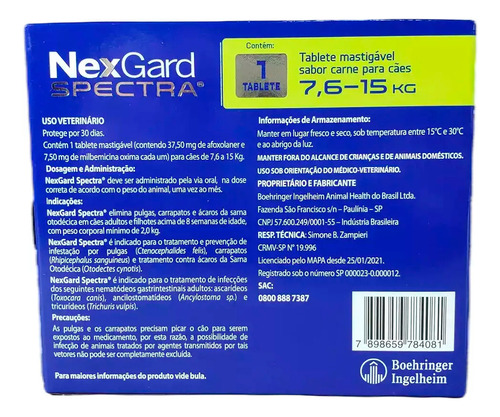 NexGard
SPECTRA®
Contém:
1
TABLETE
Tablete mastigável
sabor carne para cães
7,6–15 KG
USO VETERINÁRIO
Protege por 30 dias.
Contém 1 tablete mastigável (contendo 37,50 mg de afoxolaner e
7,50 mg de milbemicina oxima cada um) para cães de 7,6 a 15 Kg.
Dosagem e Administração:
NexGard Spectra® deve ser administrado pela via oral, na dose
correta de acordo com o peso do animal, uma vez ao mês.
Indicações:
NexGard Spectra® elimina pulgas, carrapatos e ácaros da sarna
otodécica em cães adultos e filhotes acima de 8 semanas de idade,
com peso corporal mínimo de 2,0 kg.
NexGard Spectra® é indicado para o tratamento e prevenção de
infestação por pulgas (Ctenocephalides felis), carrapatos
(Rhipicephalus sanguineus) e tratamento contra ácaros da Sarna
Otodécica (Otodectes cynotis).
NexGard Spectra® é indicado para o tratamento de infecções
dos seguintes nematódeos gastrintestinais adultos: ascarídeos
(Toxocara canis), ancilostomatídeos (Ancylostoma sp.) e
tricurídeos (Trichuris vulpis).
Precauções:
As pulgas e os carrapatos precisam picar o cão para serem
expostos ao medicamento, por esta razão, a possibilidade de
infecção de animais tratados por agentes transmitidos por tais
vetores não pode ser completamente excluída.
Para maiores informações do produto vide bula.
Informações de Armazenamento:
Manter em lugar fresco e seco, sob temperatura entre 15°C e 30°C
e ao abrigo da luz.
MANTER FORA DO ALCANCE DE CRIANÇAS E DE ANIMAIS DOMÉSTICOS.
USO SOB ORIENTAÇÃO DO MÉDICO-VETERINÁRIO.
PROPRIETÁRIO E FABRICANTE
Boehringer Ingelheim Animal Health do Brasil Ltda.
Fazenda São Francisco s/n – Paulínia – SP
CNPJ 57.600.249/0001-55 – Indústria Brasileira
RESP. TÉCNICA: Simone B. Zampieri
CRMV-SP N° 19.996
Licenciado pelo MAPA desde 25/01/2021.
Registrado sob o número SP 000023-0.000012.
SAC:
0800 888 7387
7 898659 784081
Boehringer
Ingelheim